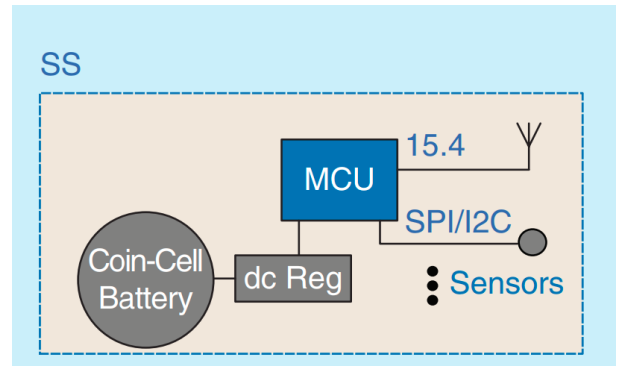 SS
15.4
MCU
SPI/I2C
Coin-Cell
Battery
dc Reg
Sensors